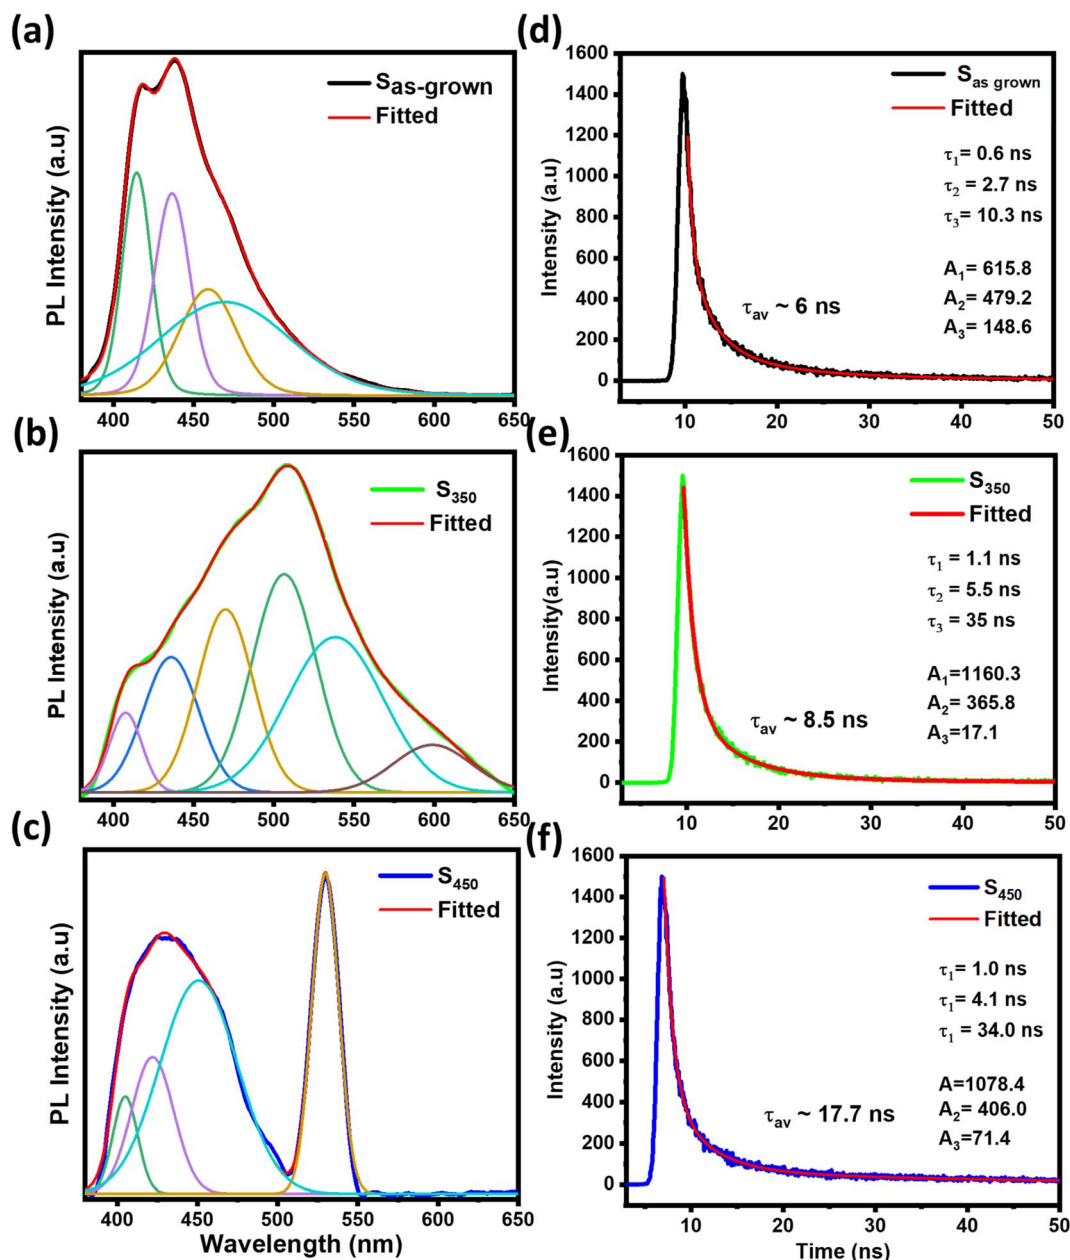 (a)
PL Intensity (a.u)
S as-grown
Fitted
400 450 500 550 600 650
(d)
Intensity (a.u)
1600
1400
1200
1000
800
600
400
200
0
S as grown
Fitted
τ1= 0.6 ns
τ2 = 2.7 ns
τ3 = 10.3 ns
A1= 615.8
A2= 479.2
A3= 148.6
τav ~ 6 ns
10 20 30 40 50
(b)
PL Intensity (a.u)
S350
Fitted
400 450 500 550 600 650
(e)
Intensity(a.u)
1600
1400
1200
1000
800
600
400
200
0
S350
Fitted
τ1 = 1.1 ns
τ2 = 5.5 ns
τ3 = 35 ns
A1=1160.3
A2= 365.8
A3=17.1
τav ~ 8.5 ns
10 20 30 40 50
(c)
PL Intensity (a.u)
S450
Fitted
400 450 500 550 600 650
Wavelength (nm)
(f)
Intensity (a.u)
1600
1400
1200
1000
800
600
400
200
0
S450
Fitted
τ1= 1.0 ns
τ1= 4.1 ns
τ1= 34.0 ns
A=1078.4
A2= 406.0
A3=71.4
τav ~ 17.7 ns
10 20 30 40 50
Time (ns)